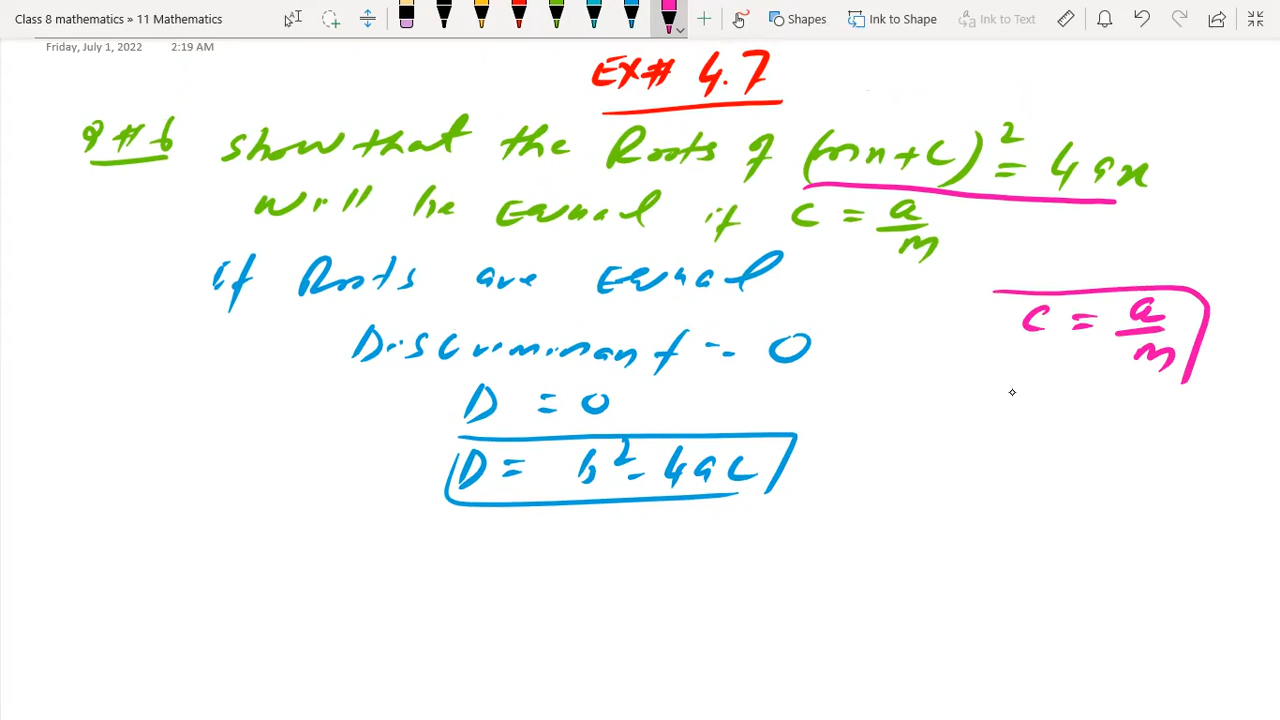 Class 8 mathematics » 11 Mathematics
Shapes Ink to Shape Ink to Text
Friday, July 1, 2022 2:19 AM
EX# 4.7
Q#6 show that the Roots of (mx+c)² = 4ax
will be Equal if c = a/m
if Roots are Equal
Discriminant = 0
c = a/m
D = 0
D = b² - 4ac